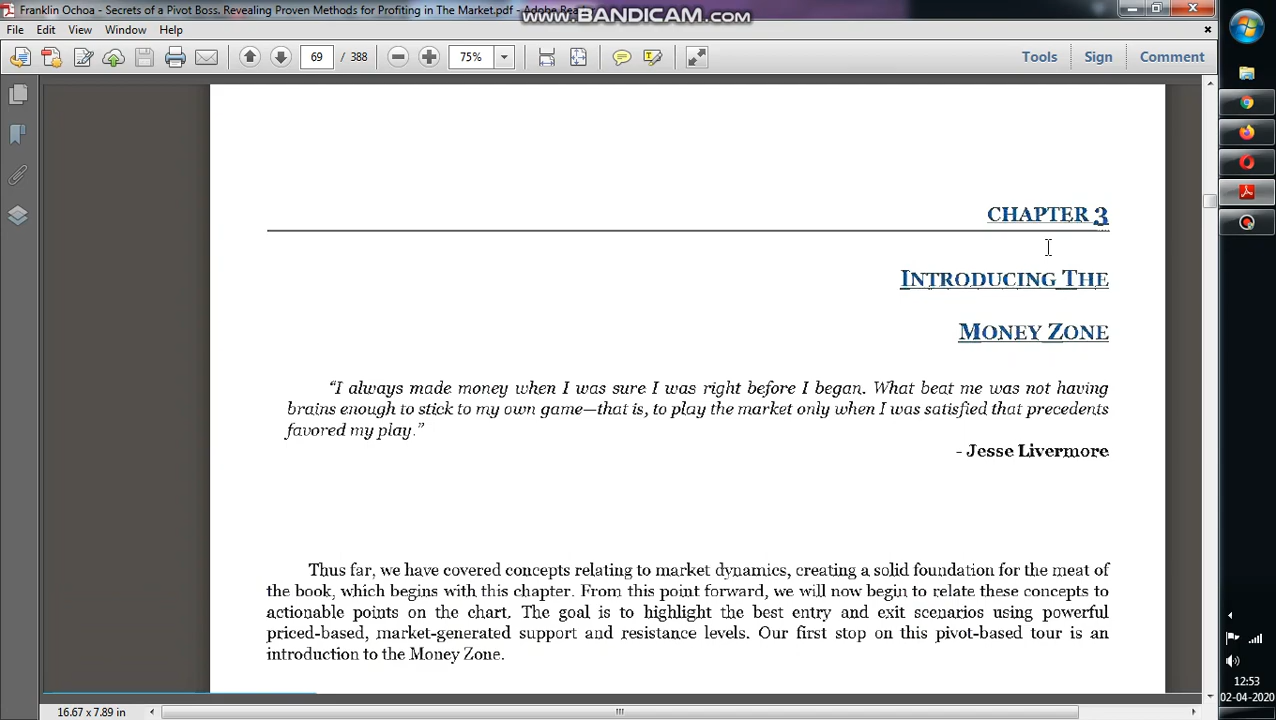 Franklin Ochoa - Secrets of a Pivot Boss. Revealing Proven Methods for Profiting in The Market.pdf - Adobe Rea
www.BANDICAM.com
File Edit View Window Help
69 / 388 75% Tools Sign Comment
CHAPTER 3
INTRODUCING THE
MONEY ZONE
“I always made money when I was sure I was right before I began. What beat me was not having
brains enough to stick to my own game—that is, to play the market only when I was satisfied that precedents
favored my play.”
- Jesse Livermore
Thus far, we have covered concepts relating to market dynamics, creating a solid foundation for the meat of
the book, which begins with this chapter. From this point forward, we will now begin to relate these concepts to
actionable points on the chart. The goal is to highlight the best entry and exit scenarios using powerful
priced-based, market-generated support and resistance levels. Our first stop on this pivot-based tour is an
introduction to the Money Zone.
16.67 x 7.89 in
12:53
02-04-2020